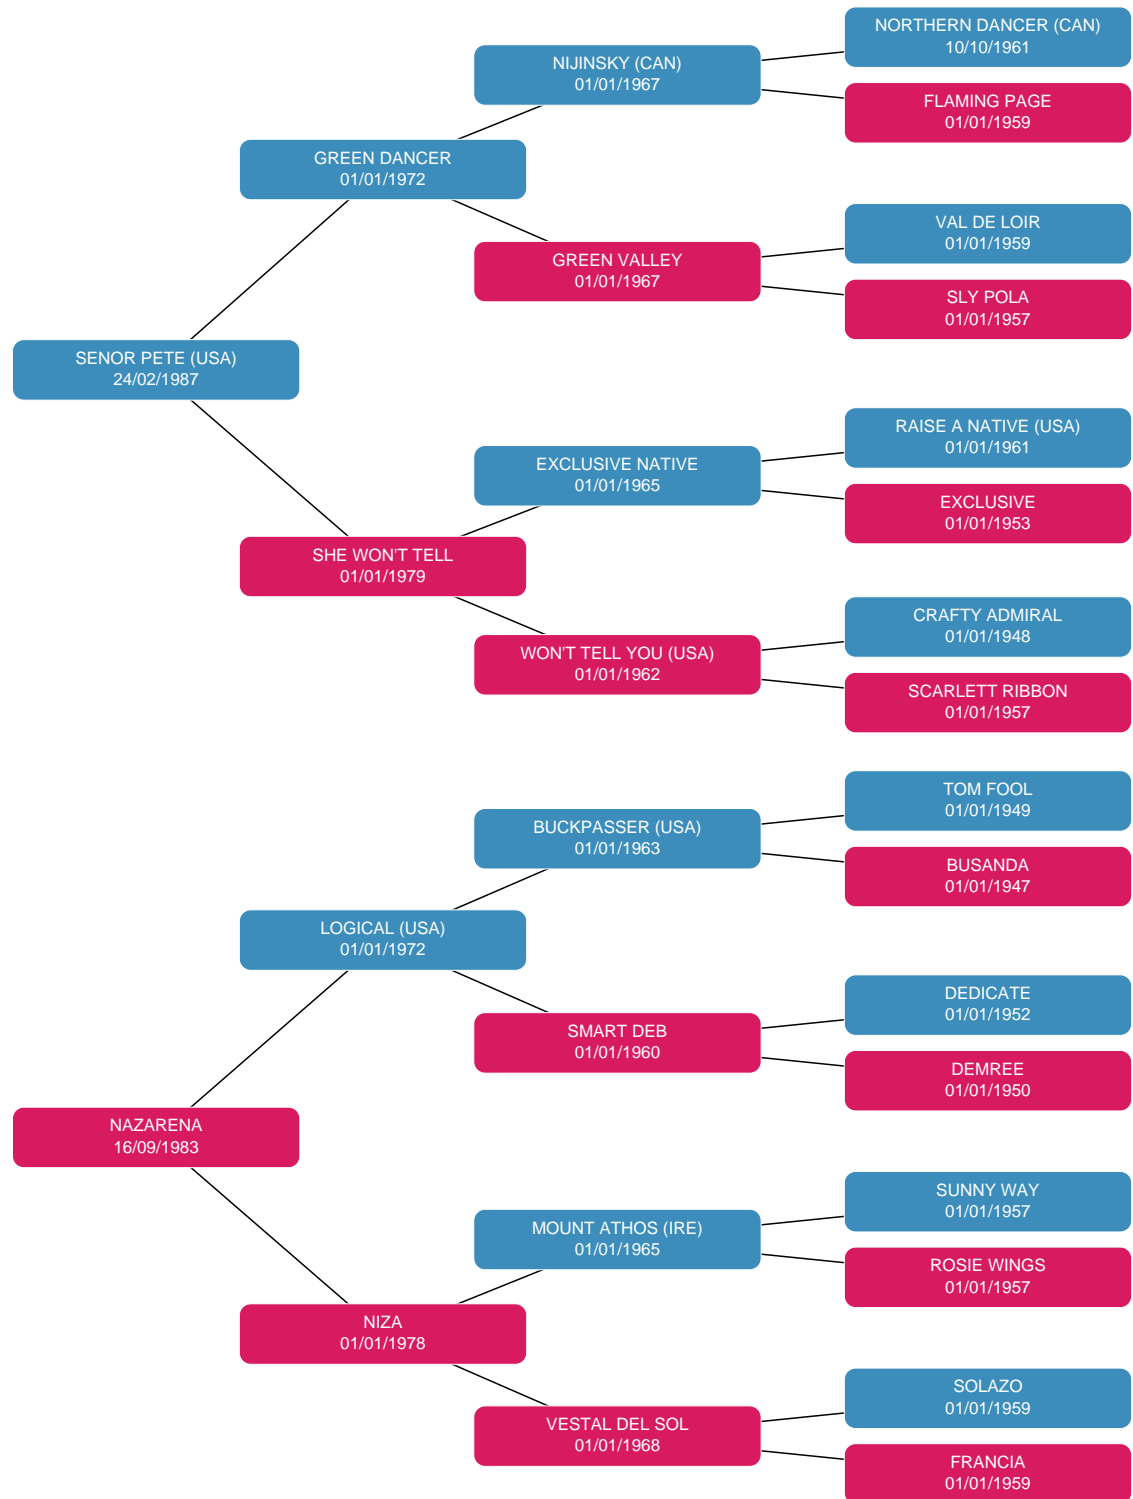 NORTHERN DANCER (CAN)
10/10/1961
NIJINSKY (CAN)
01/01/1967
FLAMING PAGE
01/01/1959
GREEN DANCER
01/01/1972
VAL DE LOIR
01/01/1959
GREEN VALLEY
01/01/1967
SLY POLA
01/01/1957
SENOR PETE (USA)
24/02/1987
RAISE A NATIVE (USA)
01/01/1961
EXCLUSIVE NATIVE
01/01/1965
EXCLUSIVE
01/01/1953
SHE WON'T TELL
01/01/1979
CRAFTY ADMIRAL
01/01/1948
WON'T TELL YOU (USA)
01/01/1962
SCARLETT RIBBON
01/01/1957
TOM FOOL
01/01/1949
BUCKPASSER (USA)
01/01/1963
BUSANDA
01/01/1947
LOGICAL (USA)
01/01/1972
DEDICATE
01/01/1952
SMART DEB
01/01/1960
DEMREE
01/01/1950
NAZARENA
16/09/1983
SUNNY WAY
01/01/1957
MOUNT ATHOS (IRE)
01/01/1965
ROSIE WINGS
01/01/1957
NIZA
01/01/1978
SOLAZO
01/01/1959
VESTAL DEL SOL
01/01/1968
FRANCIA
01/01/1959